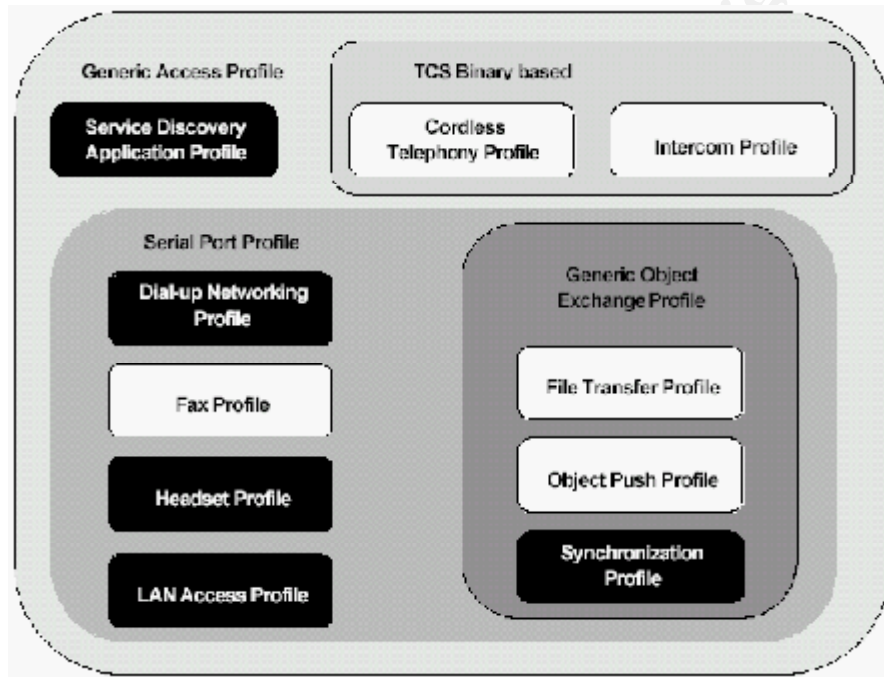 Generic Access Profile
TCS Binary based
Service Discovery
Application Profile
Cordless
Telephony Profile
Intercom Profile
Serial Port Profile
Dial-up Networking
Profile
Fax Profile
Headset Profile
LAN Access Profile
Generic Object
Exchange Profile
File Transfer Profile
Object Push Profile
Synchronization
Profile